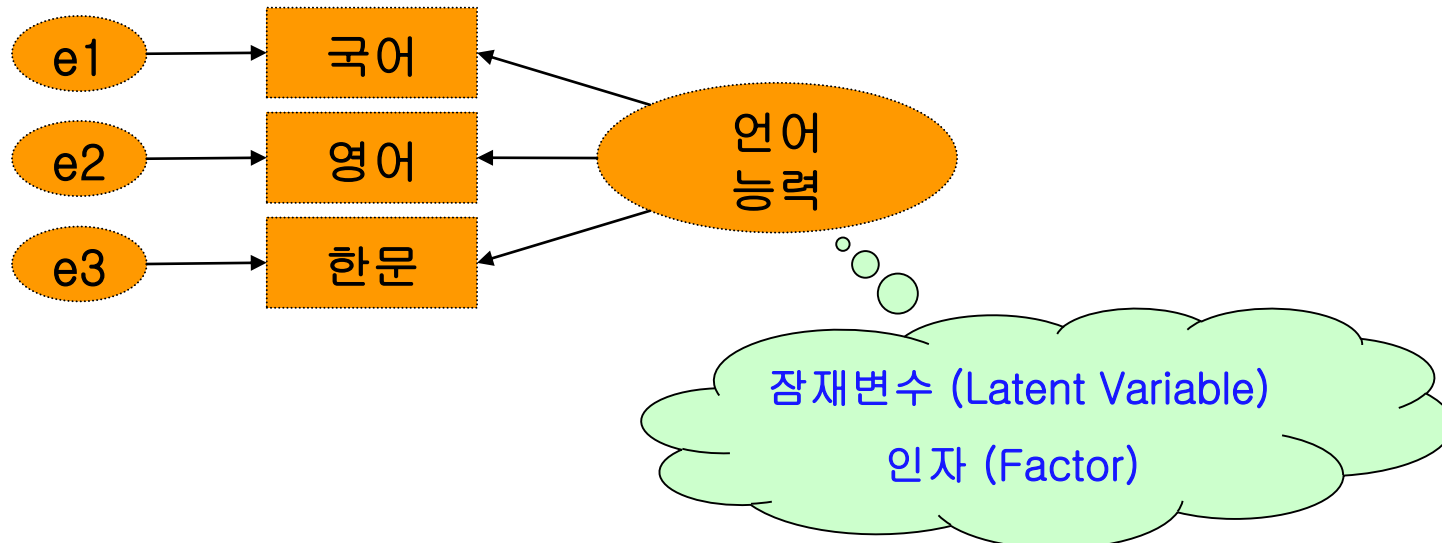 e1
국어
e2
영어
e3
한문
언어
능력
잠재변수 (Latent Variable)
인자 (Factor)